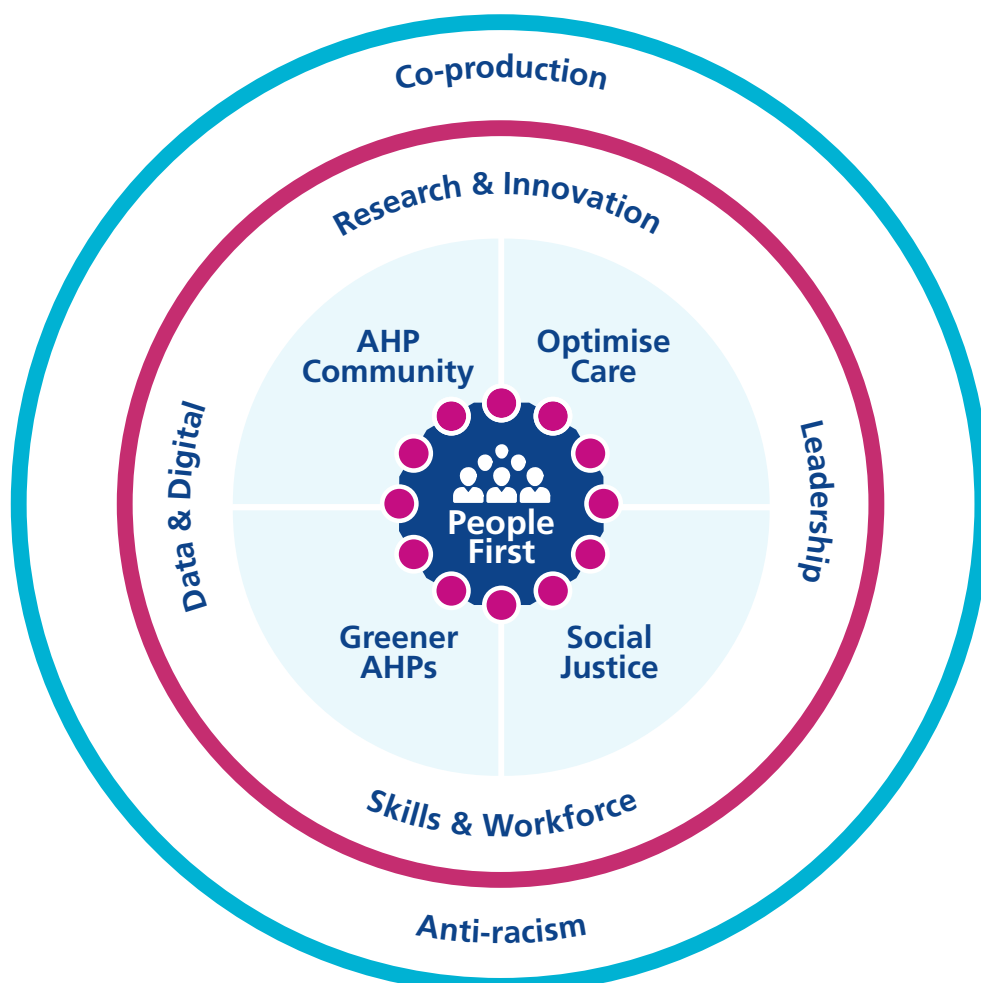 Co-production
Research & Innovation
AHP
Community
Optimise
Care
Data & Digital
Leadership
People
First
Greener
AHPs
Social
Justice
Skills & Workforce
Anti-racism